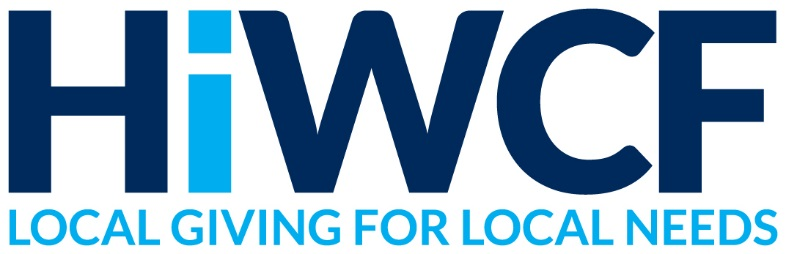 HiWCF
LOCAL GIVING FOR LOCAL NEEDS